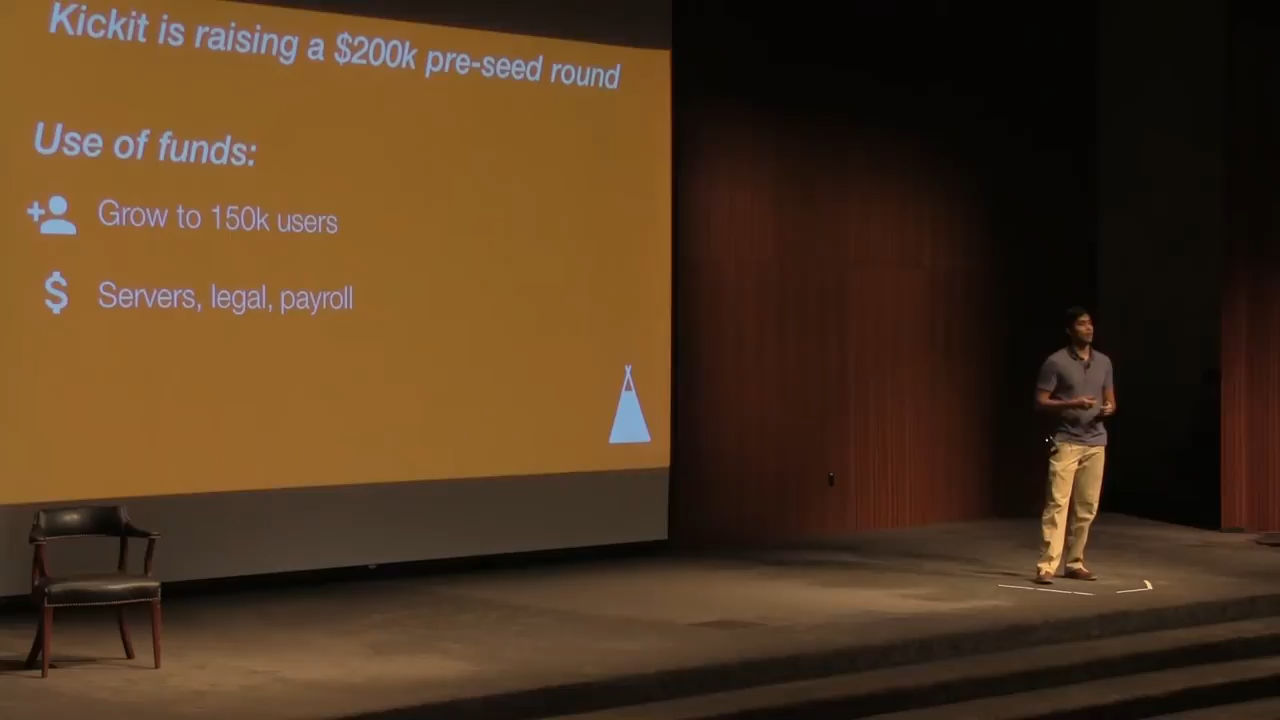 Kickit is raising a $200k pre-seed round
Use of funds:
Grow to 150k users
Servers, legal, payroll